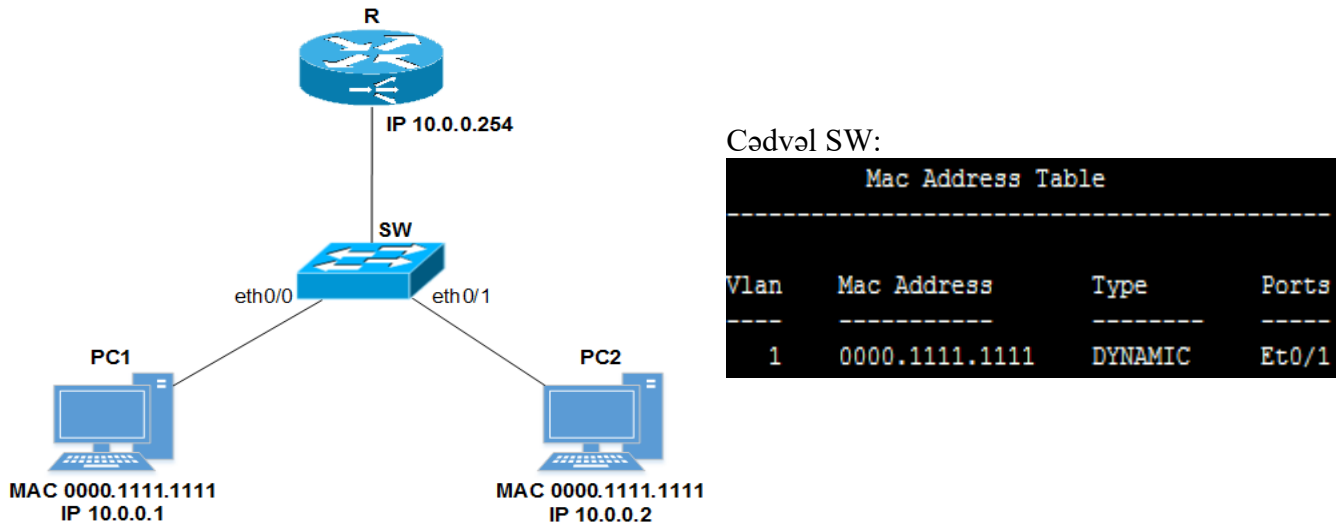 R
IP 10.0.0.254
SW
eth0/0
eth0/1
PC1
PC2
MAC 0000.1111.1111
IP 10.0.0.1
MAC 0000.1111.1111
IP 10.0.0.2
Cədvəl SW:
Mac Address Table
-------------------------------------------
Vlan Mac Address Type Ports
---- ----------- -------- -----
1 0000.1111.1111 DYNAMIC Et0/1